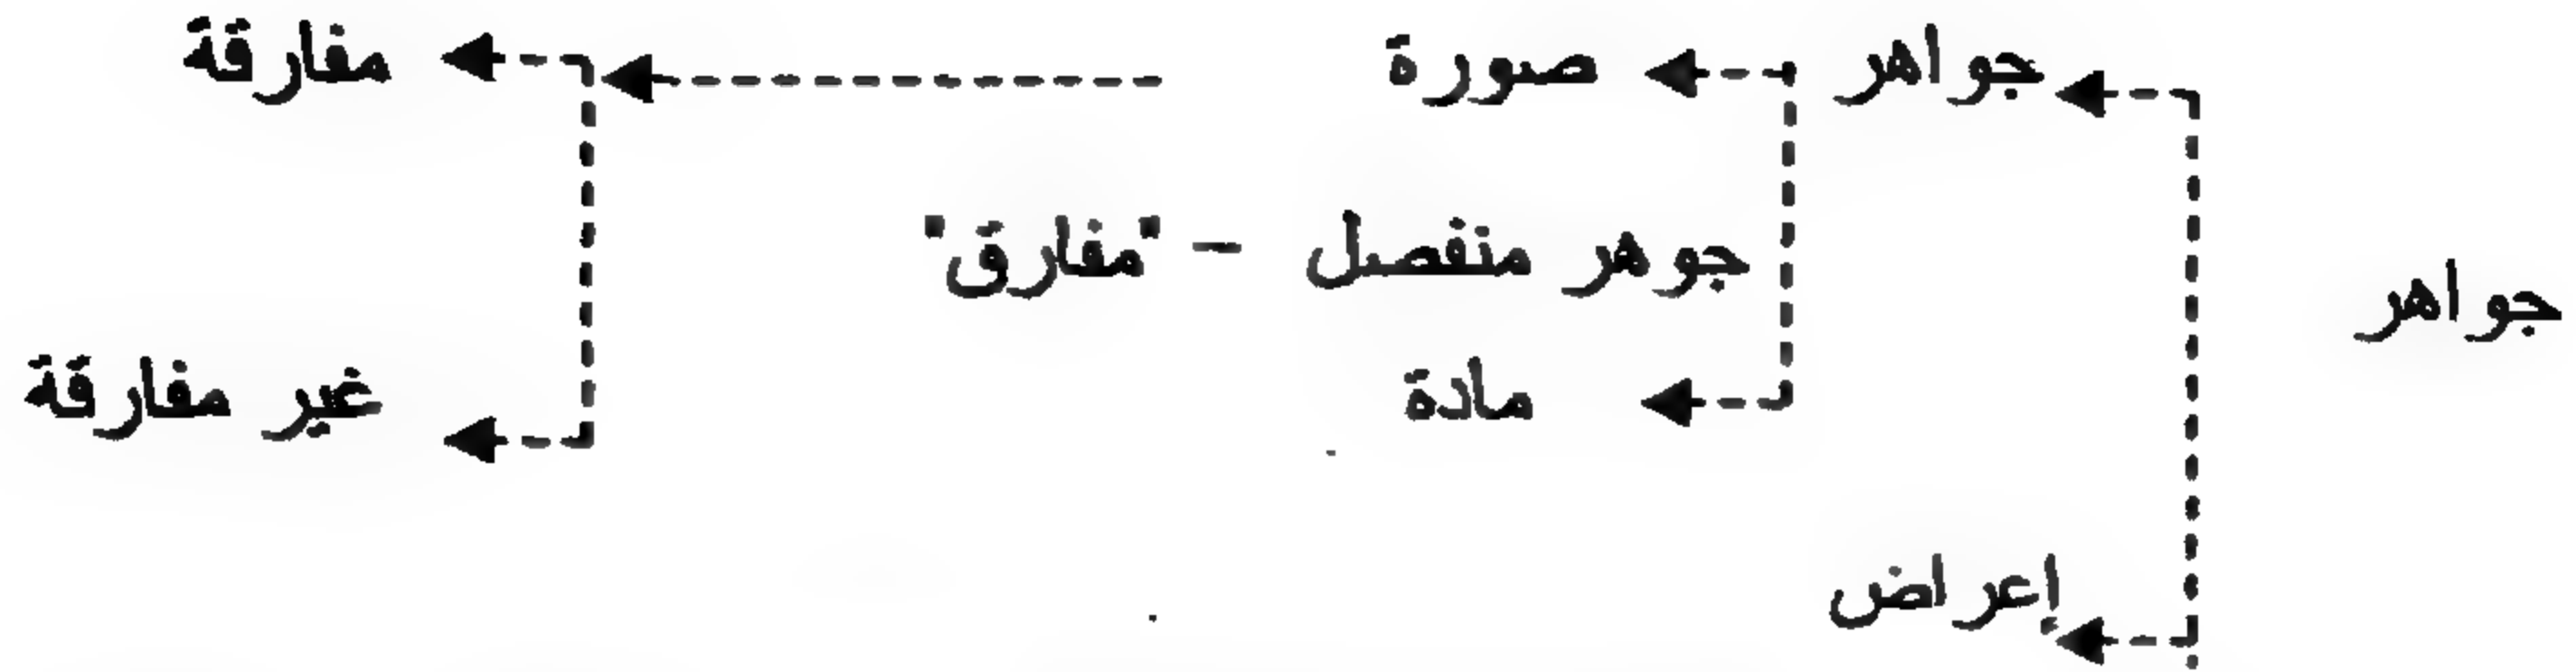 جواهر
جواهر
إعراض
صورة
جوهر منفصل – "مفارق"
مادة
مفارقة
غير مفارقة